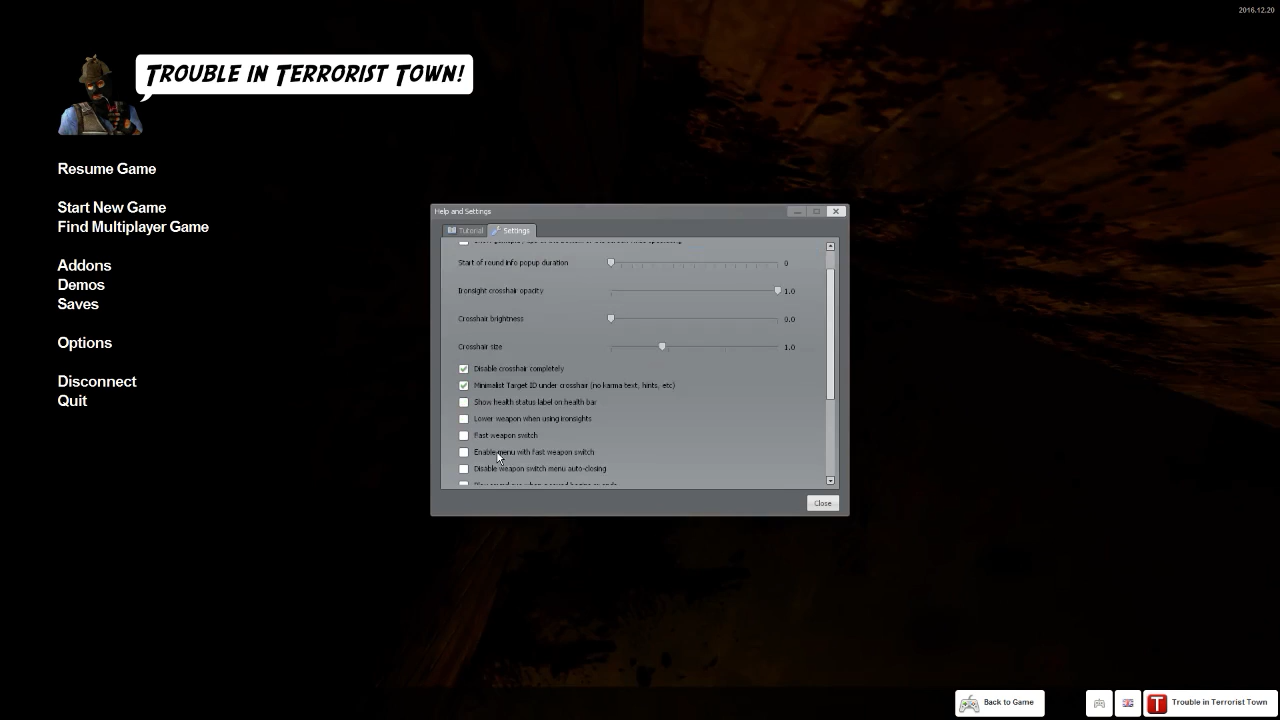 2016.12.20
TROUBLE IN TERRORIST TOWN!
Resume Game
Start New Game
Find Multiplayer Game
Addons
Demos
Saves
Options
Disconnect
Quit
Help and Settings
Tutorial Settings
Start of round info popup duration 0
Ironsight crosshair opacity 1.0
Crosshair brightness 0.0
Crosshair size 1.0
Disable crosshair completely
Minimalist Target ID under crosshair (no karma text, hints, etc)
Show health status label on health bar
Lower weapon when using ironsights
Fast weapon switch
Enable menu with fast weapon switch
Disable weapon switch menu auto-closing
Close
Back to Game
T Trouble in Terrorist Town